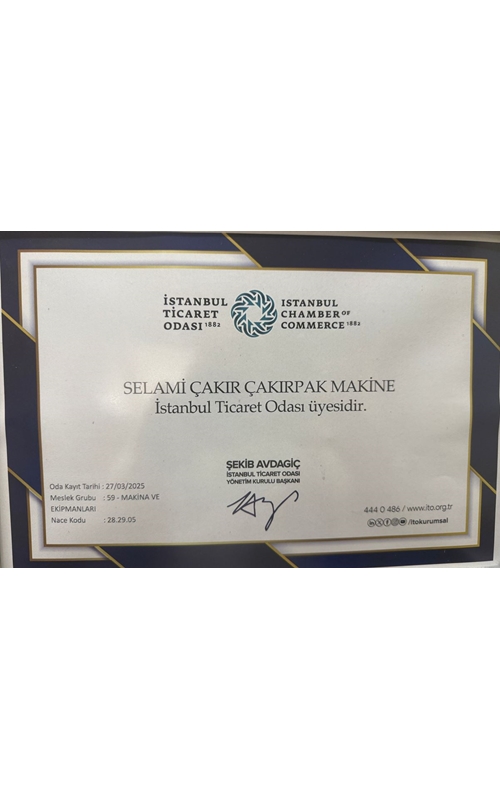 İSTANBUL
TİCARET
ODASI 1882
ISTANBUL
CHAMBER OF
COMMERCE 1882
SELAMİ ÇAKIR ÇAKIRPAK MAKİNE
İstanbul Ticaret Odası üyesidir.
ŞEKİB AVDAGİÇ
İSTANBUL TİCARET ODASI
YÖNETİM KURULU BAŞKANI
Oda Kayıt Tarihi : 27/03/2025
Meslek Grubu : 59 - MAKİNA VE
EKİPMANLARI
Nace Kodu : 28.29.05
444 0 486 / www.ito.org.tr
/itokurumsal